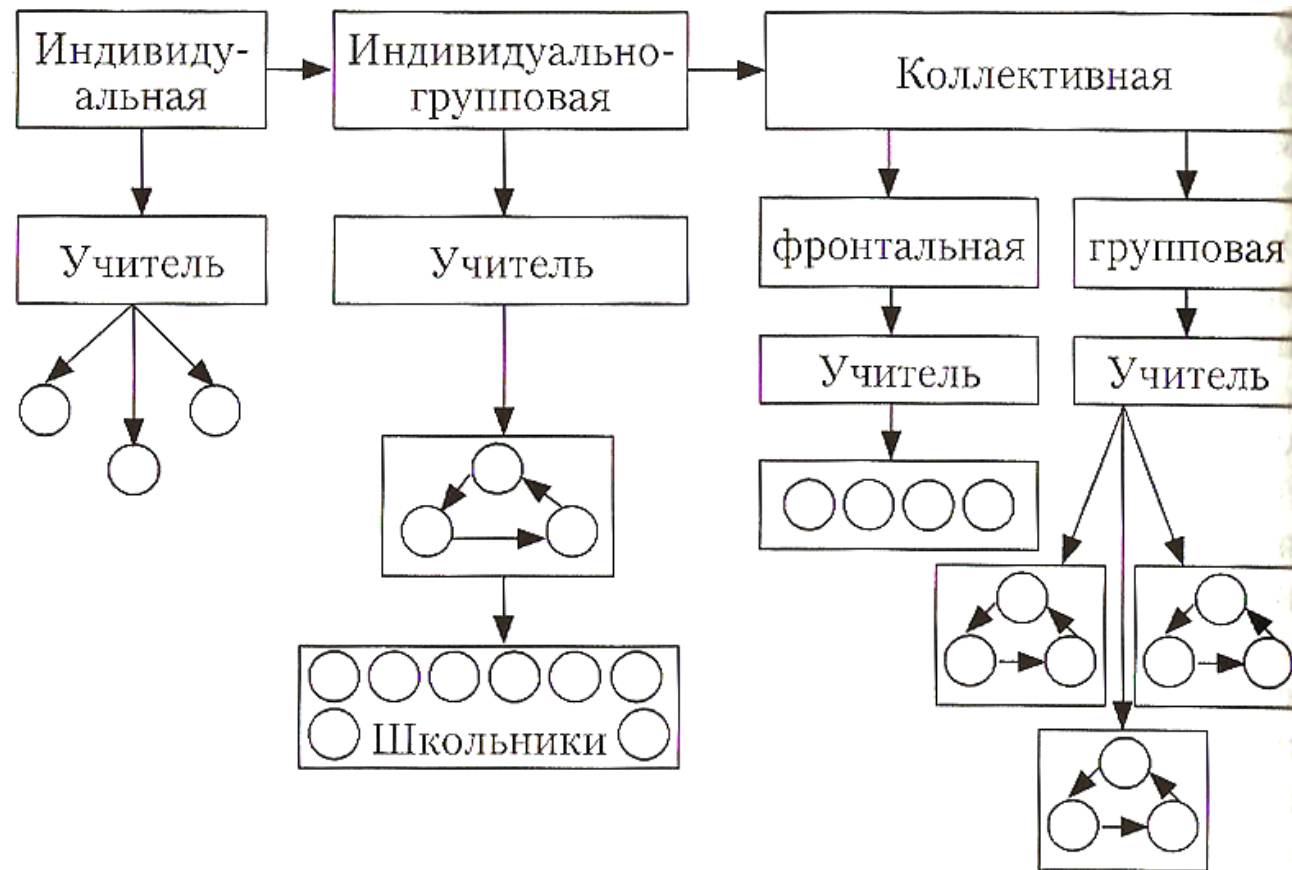 Индивиду-
альная
Индивидуально-
групповая
Коллективная
Учитель
Учитель
фронтальная
групповая
Учитель
Учитель
Школьники